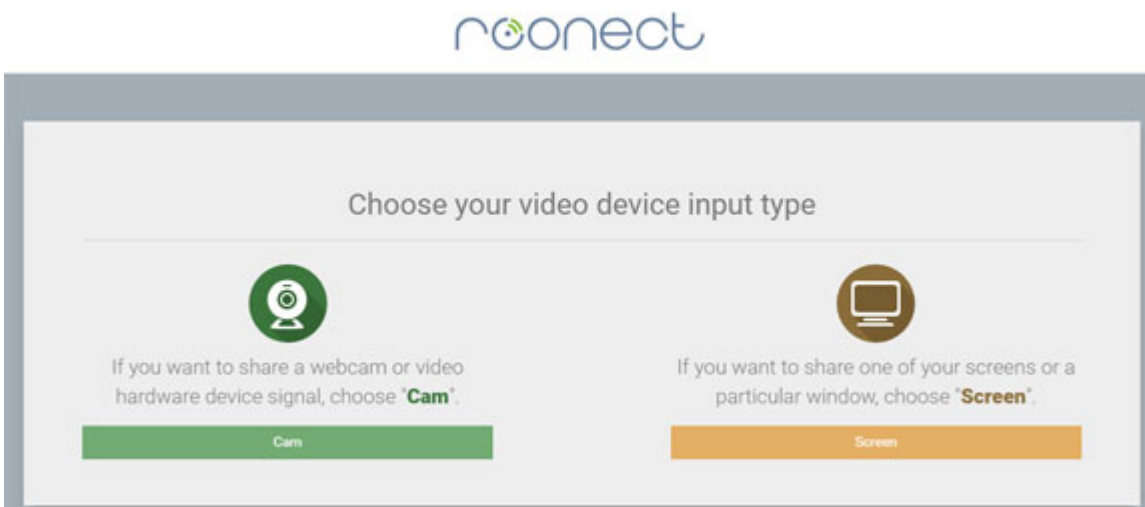 roonect
Choose your video device input type
If you want to share a webcam or video
hardware device signal, choose "Cam".
Cam
If you want to share one of your screens or a
particular window, choose "Screen".
Screen